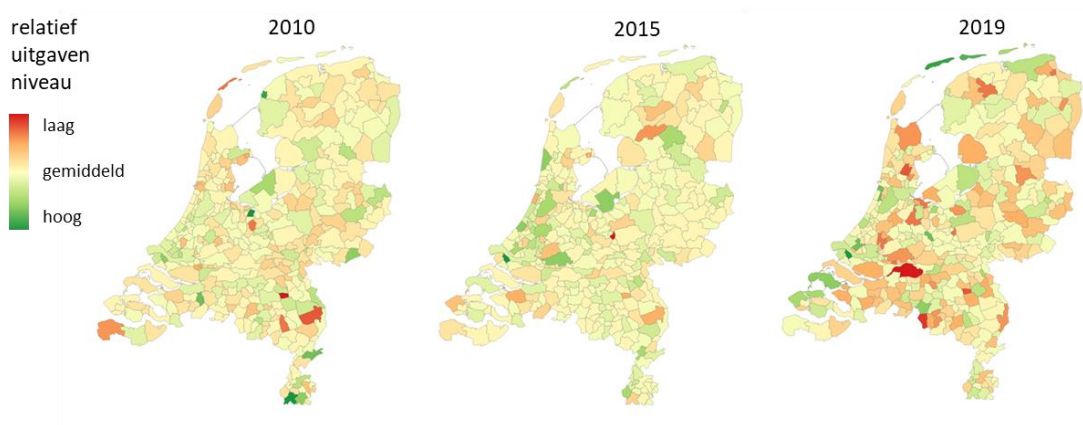 relatief
uitgaven
niveau
laag
gemiddeld
hoog
2010
2015
2019